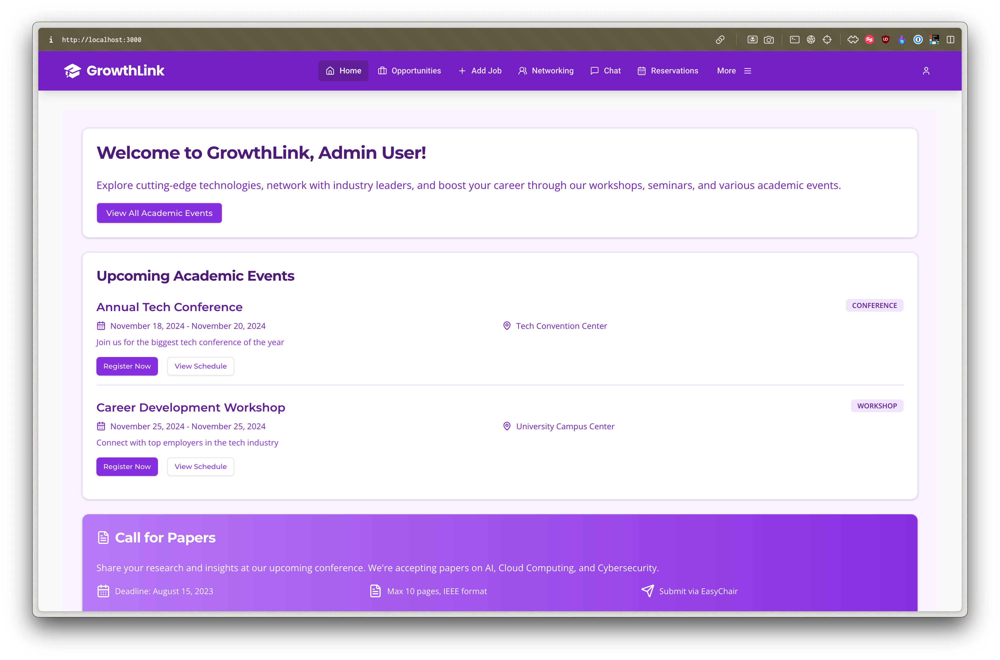 http://localhost:3000
GrowthLink
Home
Opportunities
Add Job
Networking
Chat
Reservations
More
Welcome to GrowthLink, Admin User!
Explore cutting-edge technologies, network with industry leaders, and boost your career through our workshops, seminars, and various academic events.
View All Academic Events
Upcoming Academic Events
Annual Tech Conference
CONFERENCE
November 18, 2024 - November 20, 2024
Tech Convention Center
Join us for the biggest tech conference of the year
Register Now
View Schedule
Career Development Workshop
WORKSHOP
November 25, 2024 - November 25, 2024
University Campus Center
Connect with top employers in the tech industry
Register Now
View Schedule
Call for Papers
Share your research and insights at our upcoming conference. We're accepting papers on AI, Cloud Computing, and Cybersecurity.
Deadline: August 15, 2023
Max 10 pages, IEEE format
Submit via EasyChair